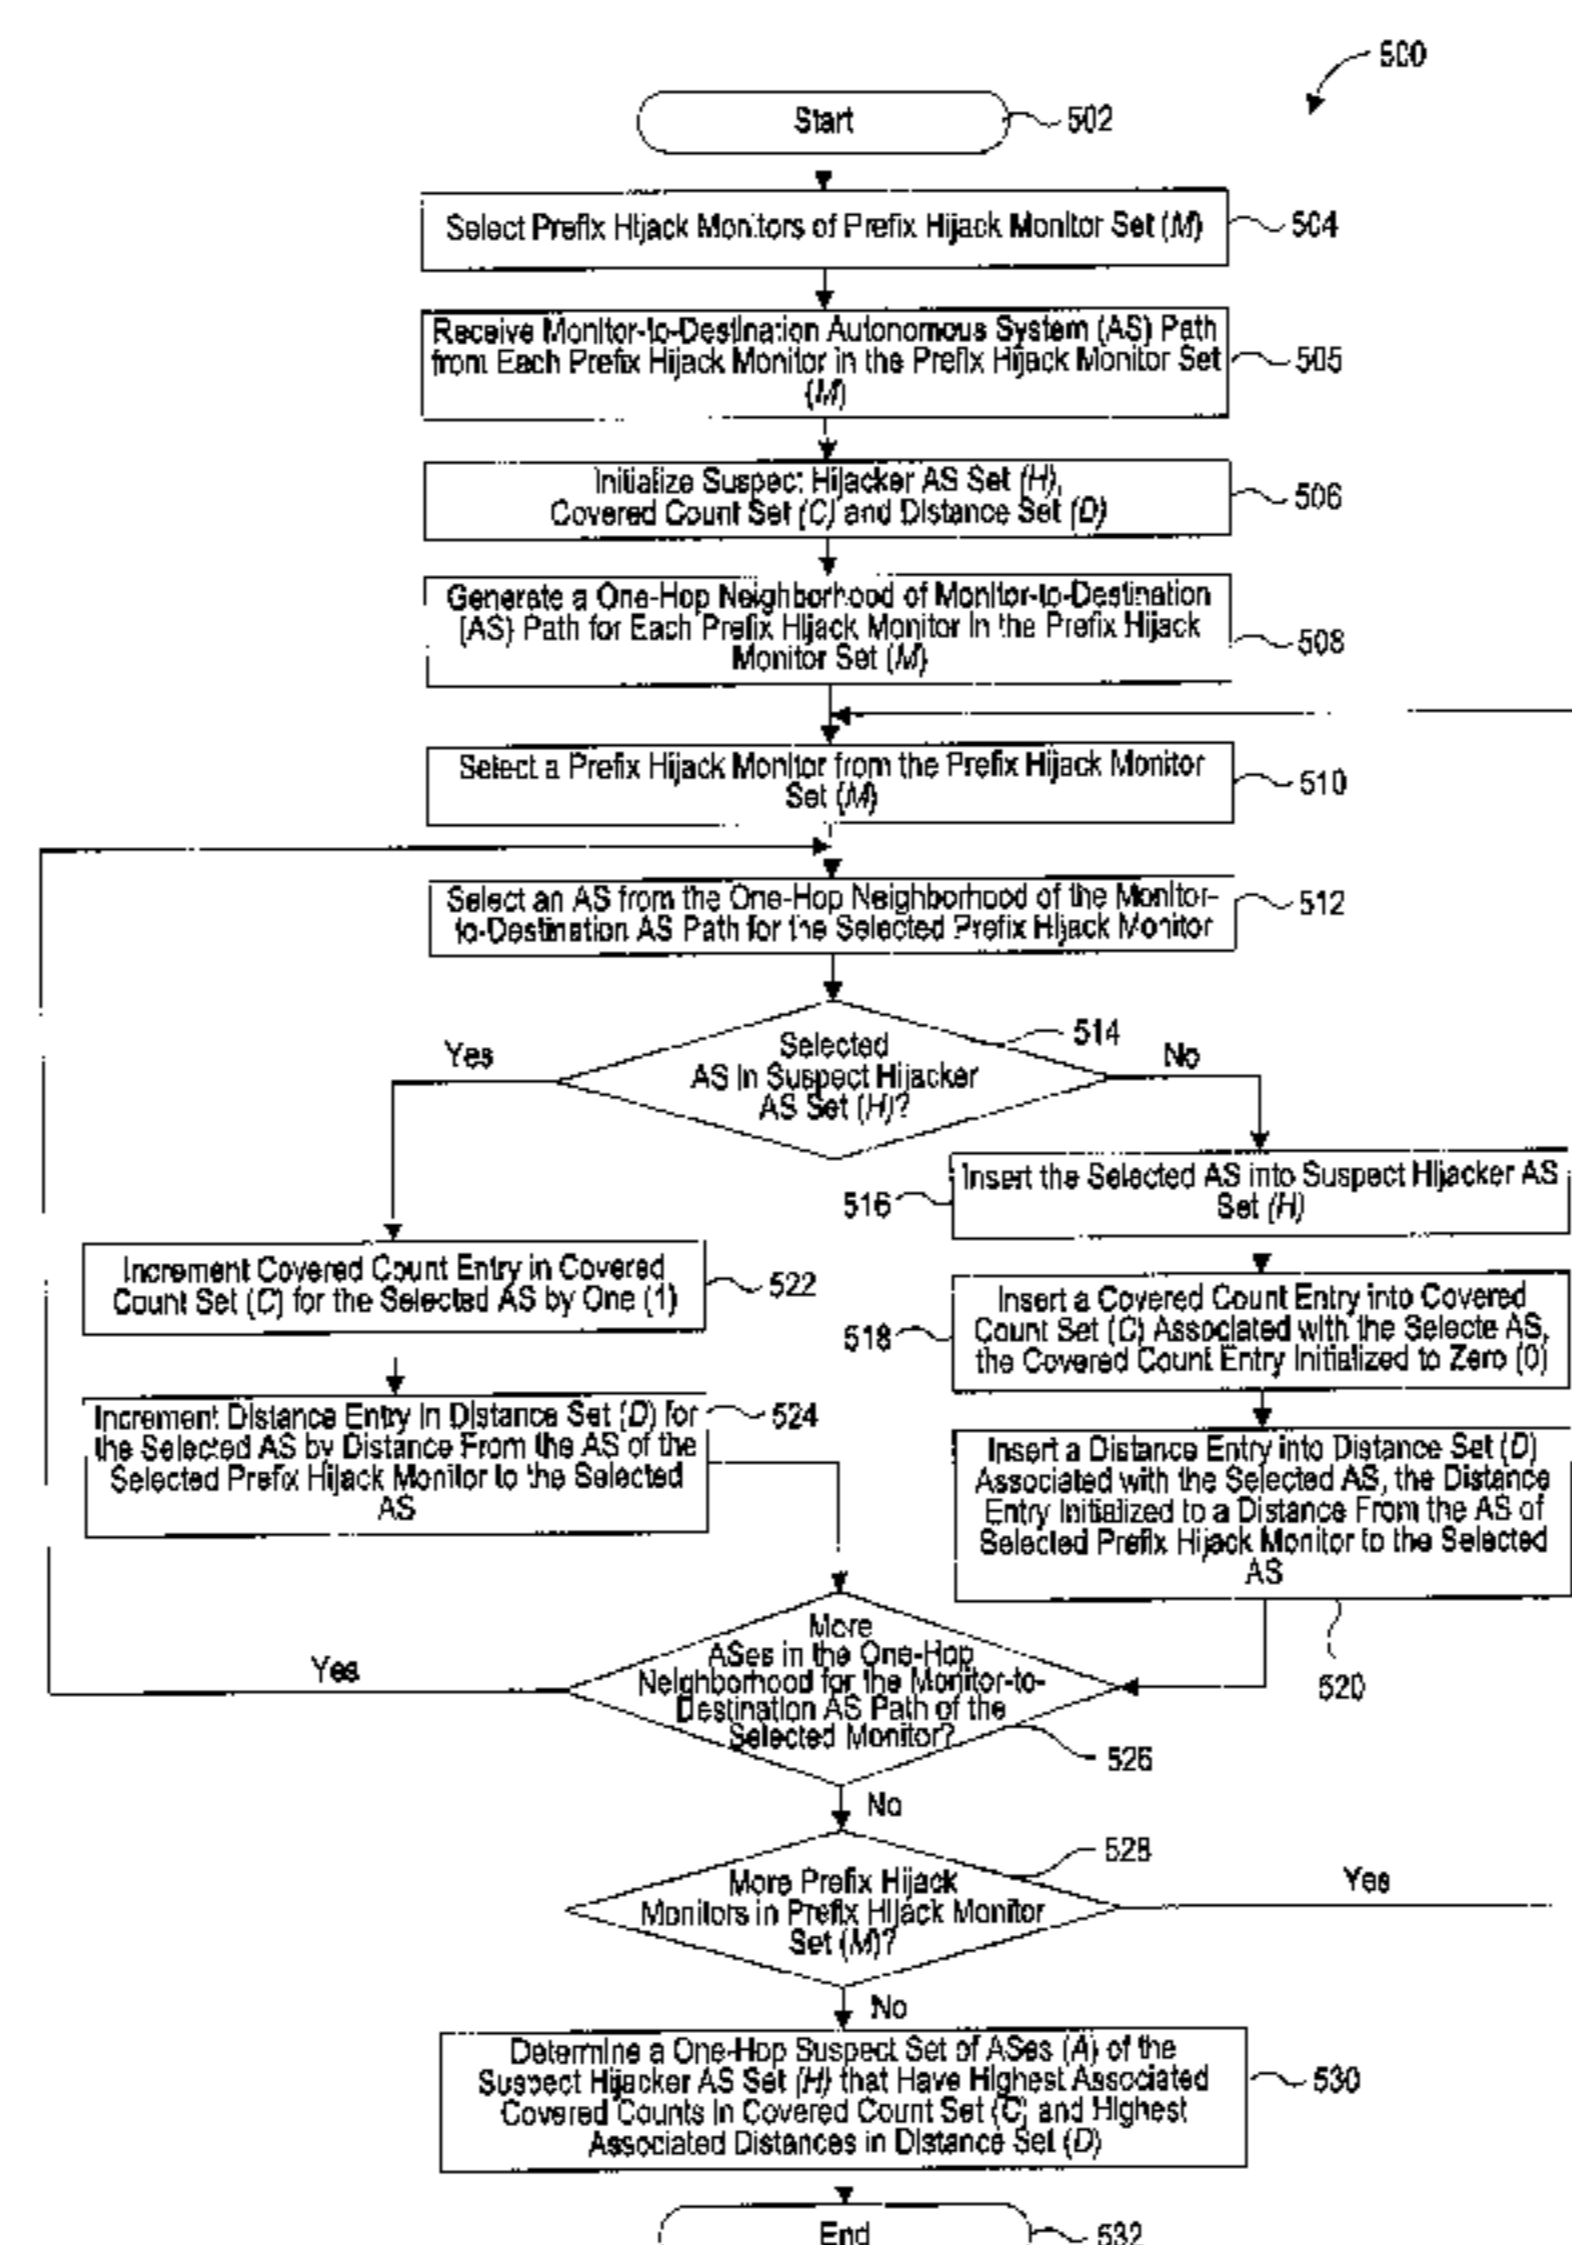 500
Start
502
Select Prefix Hijack Monitors of Prefix Hijack Monitor Set (M)
504
Receive Monitor-to-Destination Autonomous System (AS) Path
from Each Prefix Hijack Monitor in the Prefix Hijack Monitor Set
(M)
505
Initialize Suspect Hijacker AS Set (H),
Covered Count Set (C) and Distance Set (D)
506
Generate a One-Hop Neighborhood of Monitor-to-Destination
(AS) Path for Each Prefix Hijack Monitor in the Prefix Hijack
Monitor Set (M)
508
Select a Prefix Hijack Monitor from the Prefix Hijack Monitor
Set (M)
510
Select an AS from the One-Hop Neighborhood of the Monitor-
to-Destination AS Path for the Selected Prefix Hijack Monitor
512
Selected
AS in Suspect Hijacker
AS Set (H)?
514
Yes
No
Insert the Selected AS into Suspect Hijacker AS
Set (H)
516
Increment Covered Count Entry in Covered
Count Set (C) for the Selected AS by One (1)
522
Insert a Covered Count Entry into Covered
Count Set (C) Associated with the Selecte AS,
the Covered Count Entry Initialized to Zero (0)
518
Increment Distance Entry in Distance Set (D) for
the Selected AS by Distance From the AS of the
Selected Prefix Hijack Monitor to the Selected
AS
524
Insert a Distance Entry into Distance Set (D)
Associated with the Selected AS, the Distance
Entry Initialized to a Distance From the AS of
Selected Prefix Hijack Monitor to the Selected
AS
520
More
ASes in the One-Hop
Neighborhood for the Monitor-to-
Destination AS Path of the
Selected Monitor?
526
Yes
No
More Prefix Hijack
Monitors in Prefix Hijack Monitor
Set (M)?
528
Yes
No
Determine a One-Hop Suspect Set of ASes (A) of the
Suspect Hijacker AS Set (H) that Have Highest Associated
Covered Counts in Covered Count Set (C) and Highest
Associated Distances in Distance Set (D)
530
End
532